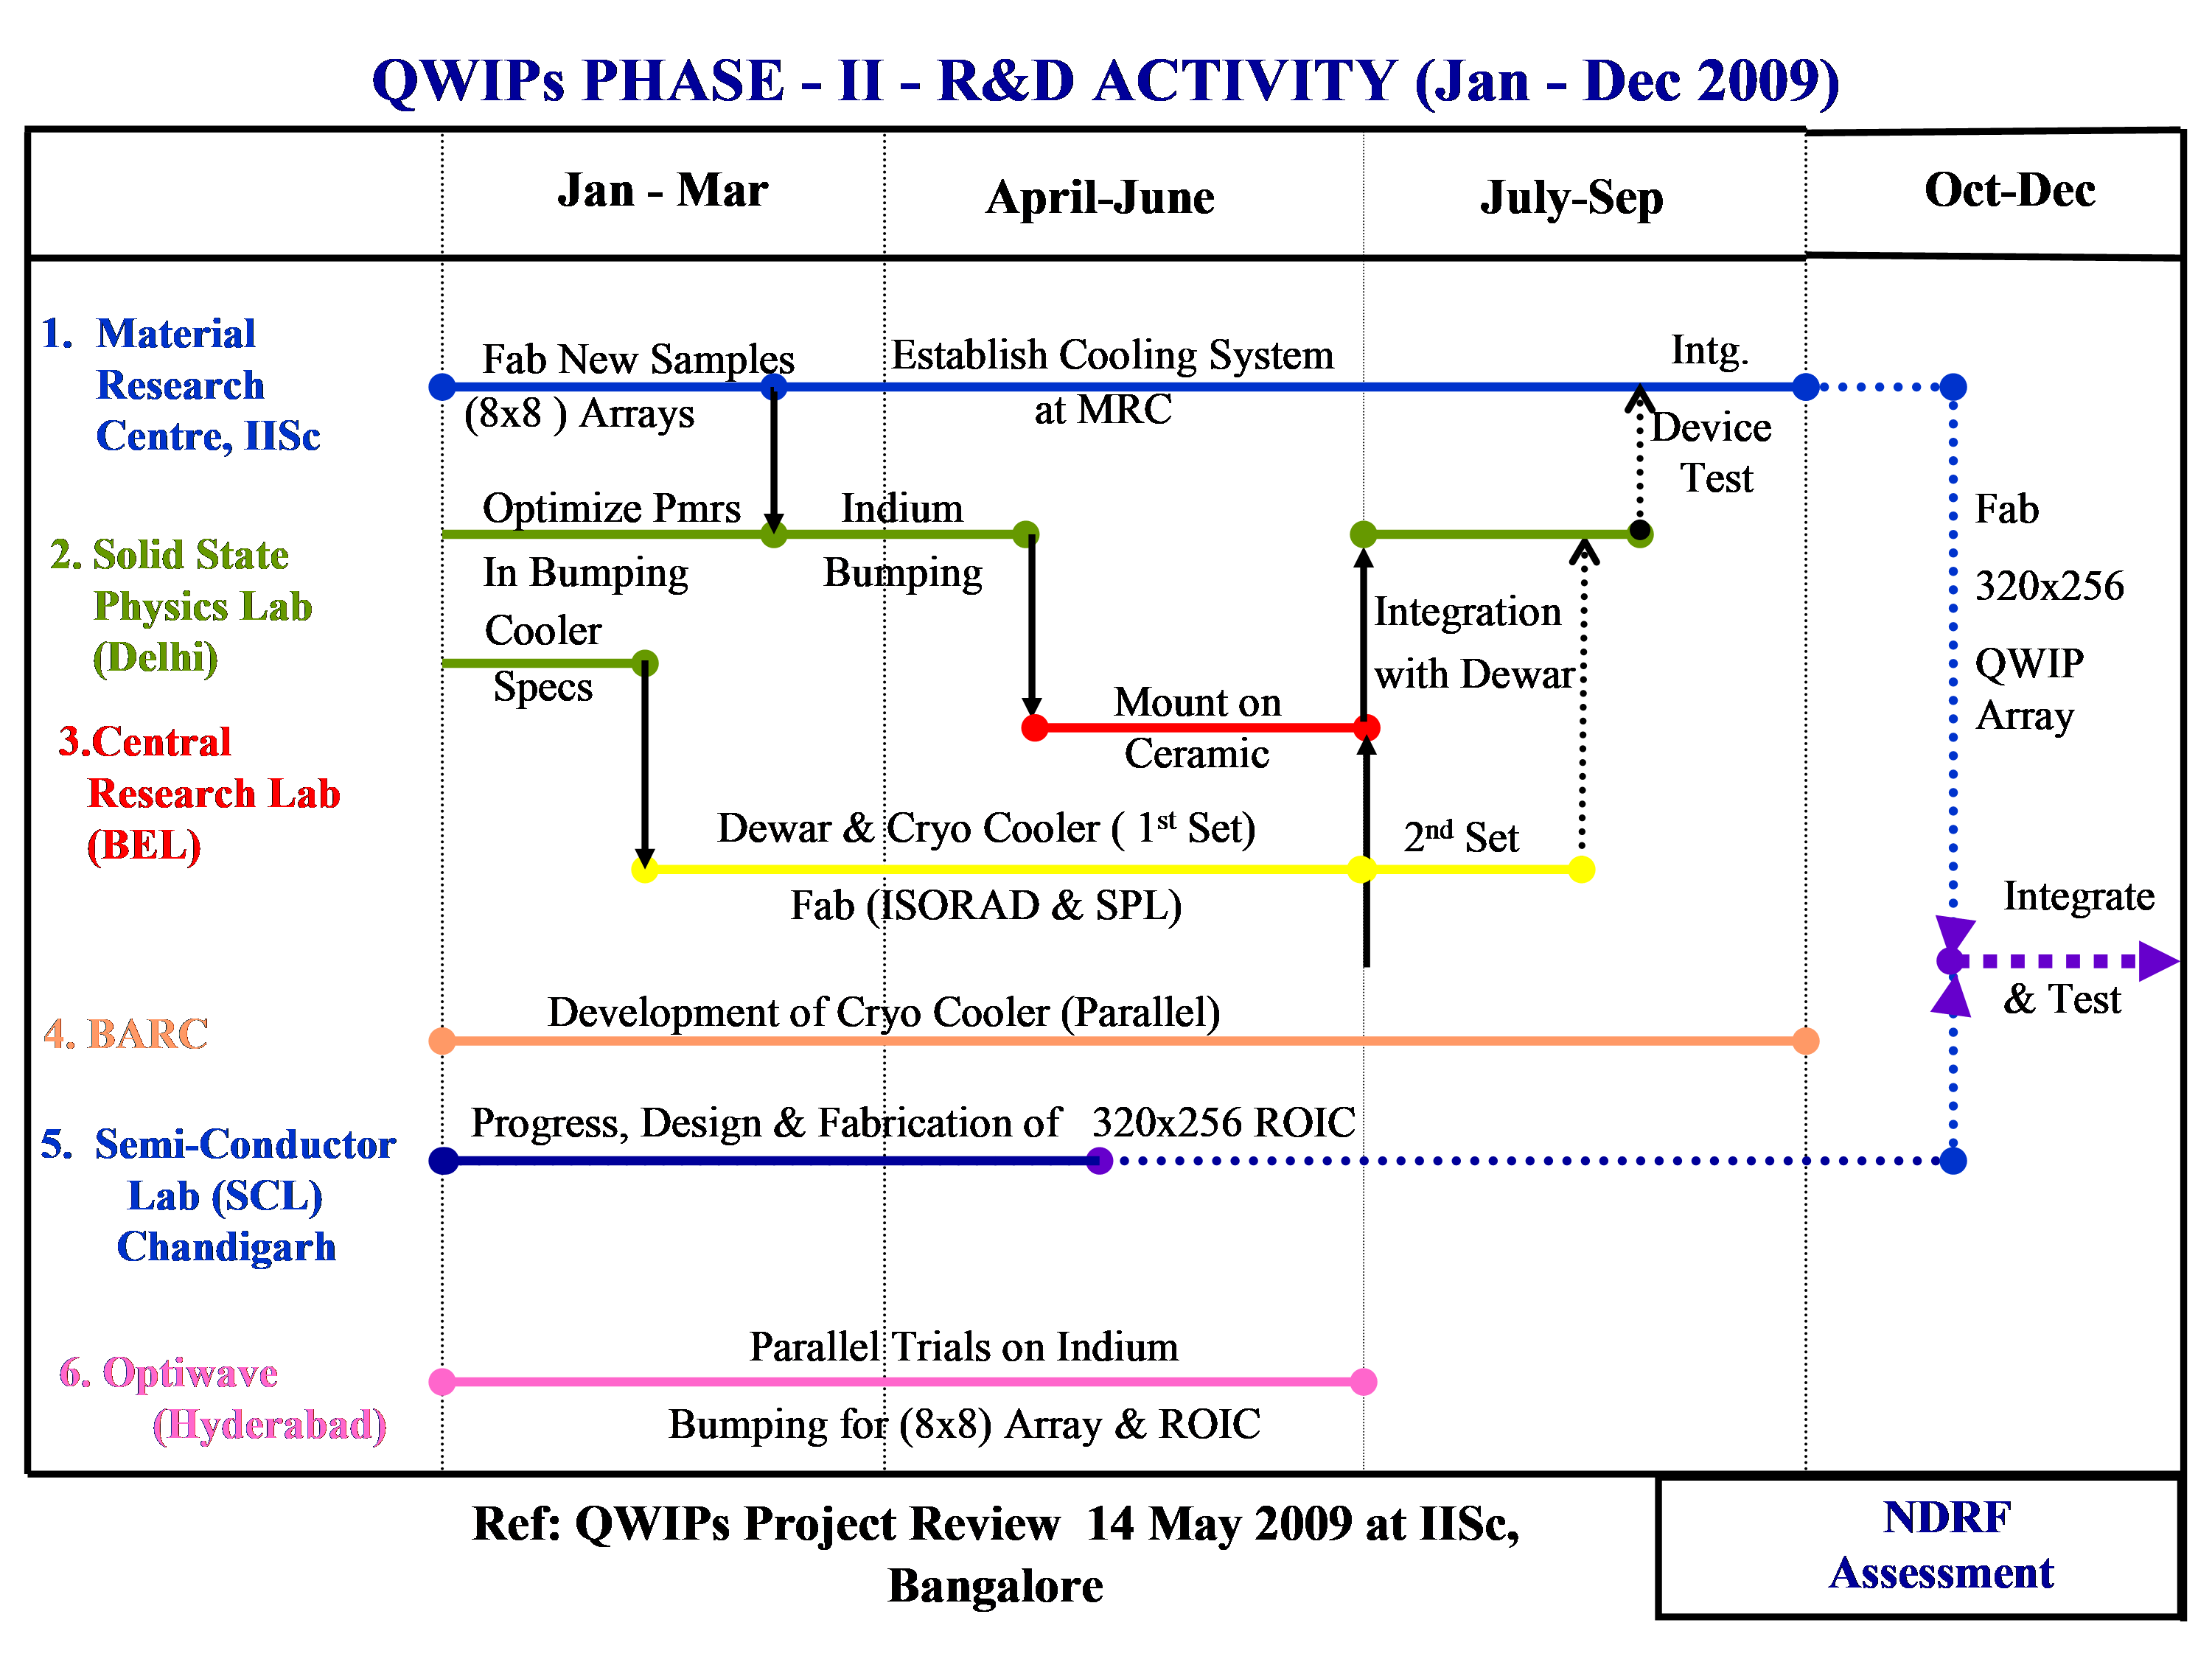 QWIPs PHASE - II - R&D ACTIVITY (Jan - Dec 2009)
Jan - Mar
April-June
July-Sep
Oct-Dec
1. Material
Research
Centre, IISc
Fab New Samples
(8x8 ) Arrays
Establish Cooling System
at MRC
Intg.
Device
Test
2. Solid State
Physics Lab
(Delhi)
Optimize Pmrs
In Bumping
Indium
Bumping
Cooler
Specs
Integration
with Dewar
Fab
320x256
QWIP
Array
3.Central
Research Lab
(BEL)
Mount on
Ceramic
Dewar & Cryo Cooler ( 1st Set)
Fab (ISORAD & SPL)
2nd Set
Integrate
& Test
4. BARC
Development of Cryo Cooler (Parallel)
5. Semi-Conductor
Lab (SCL)
Chandigarh
Progress, Design & Fabrication of 320x256 ROIC
6. Optiwave
(Hyderabad)
Parallel Trials on Indium
Bumping for (8x8) Array & ROIC
Ref: QWIPs Project Review 14 May 2009 at IISc,
Bangalore
NDRF
Assessment